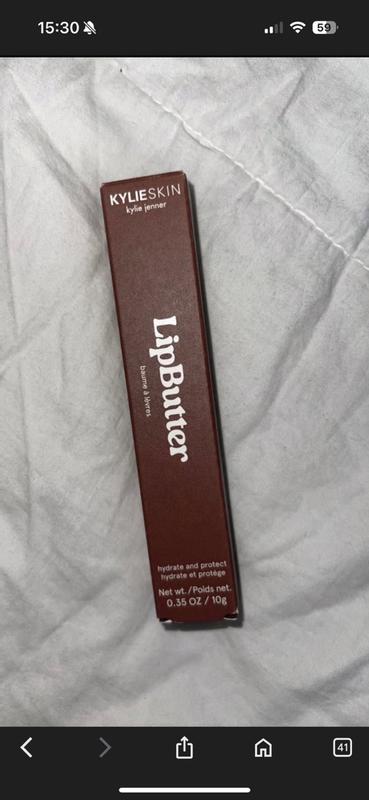 15:30
59
KYLIESKIN
kylie jenner
LipButter
baume à lèvres
hydrate and protect
hydrate et protège
Net wt./Poids net.
0.35 OZ / 10g
41